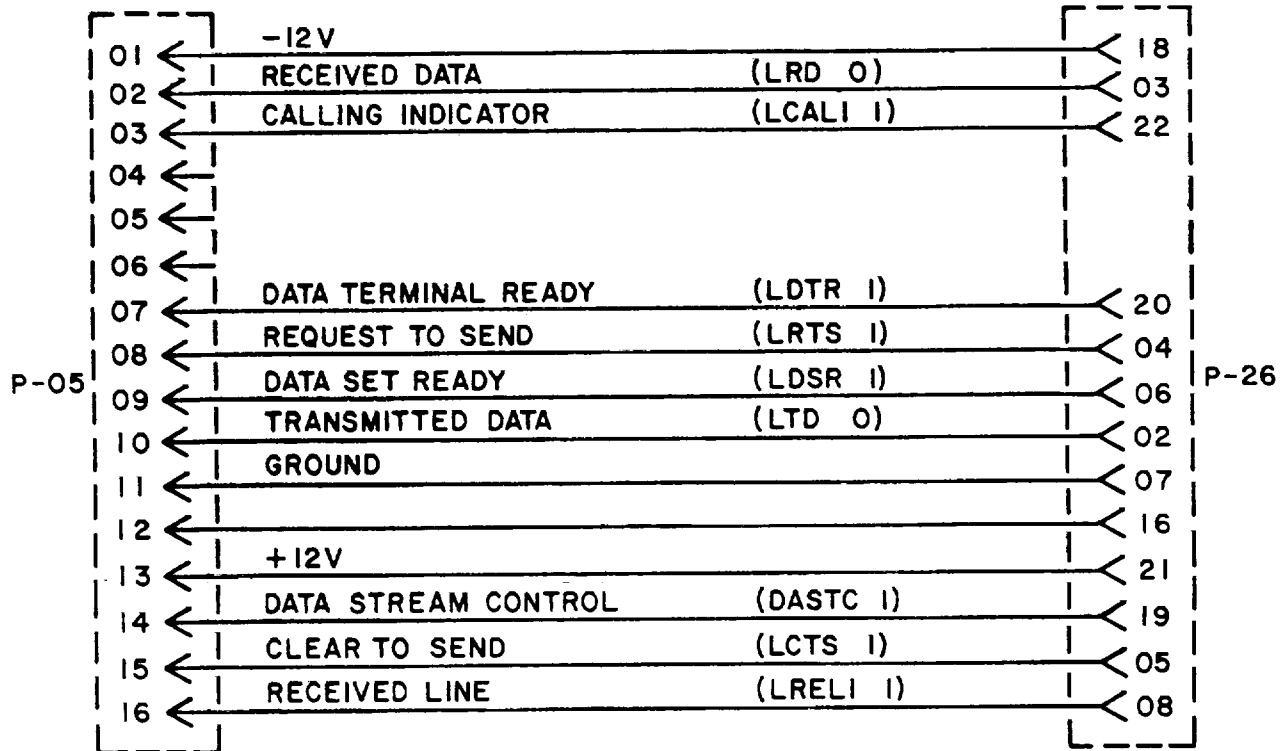 01 -12V 18
02 RECEIVED DATA (LRD 0) 03
03 CALLING INDICATOR (LCALI 1) 22
04
05
06
07 DATA TERMINAL READY (LDTR 1) 20
08 REQUEST TO SEND (LRTS 1) 04
P-05 P-26
09 DATA SET READY (LDSR 1) 06
10 TRANSMITTED DATA (LTD 0) 02
11 GROUND 07
12 16
13 +12V 21
14 DATA STREAM CONTROL (DASTC 1) 19
15 CLEAR TO SEND (LCTS 1) 05
16 RECEIVED LINE (LRELI 1) 08